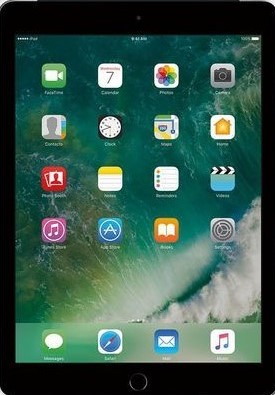 iPad 9:41 AM 100%
Wednesday
7
FaceTime Calendar Photos Camera
Contacts Clock Maps Home
Photo Booth Notes Reminders Videos
iTunes Store App Store iBooks Settings
Messages Safari Mail Music